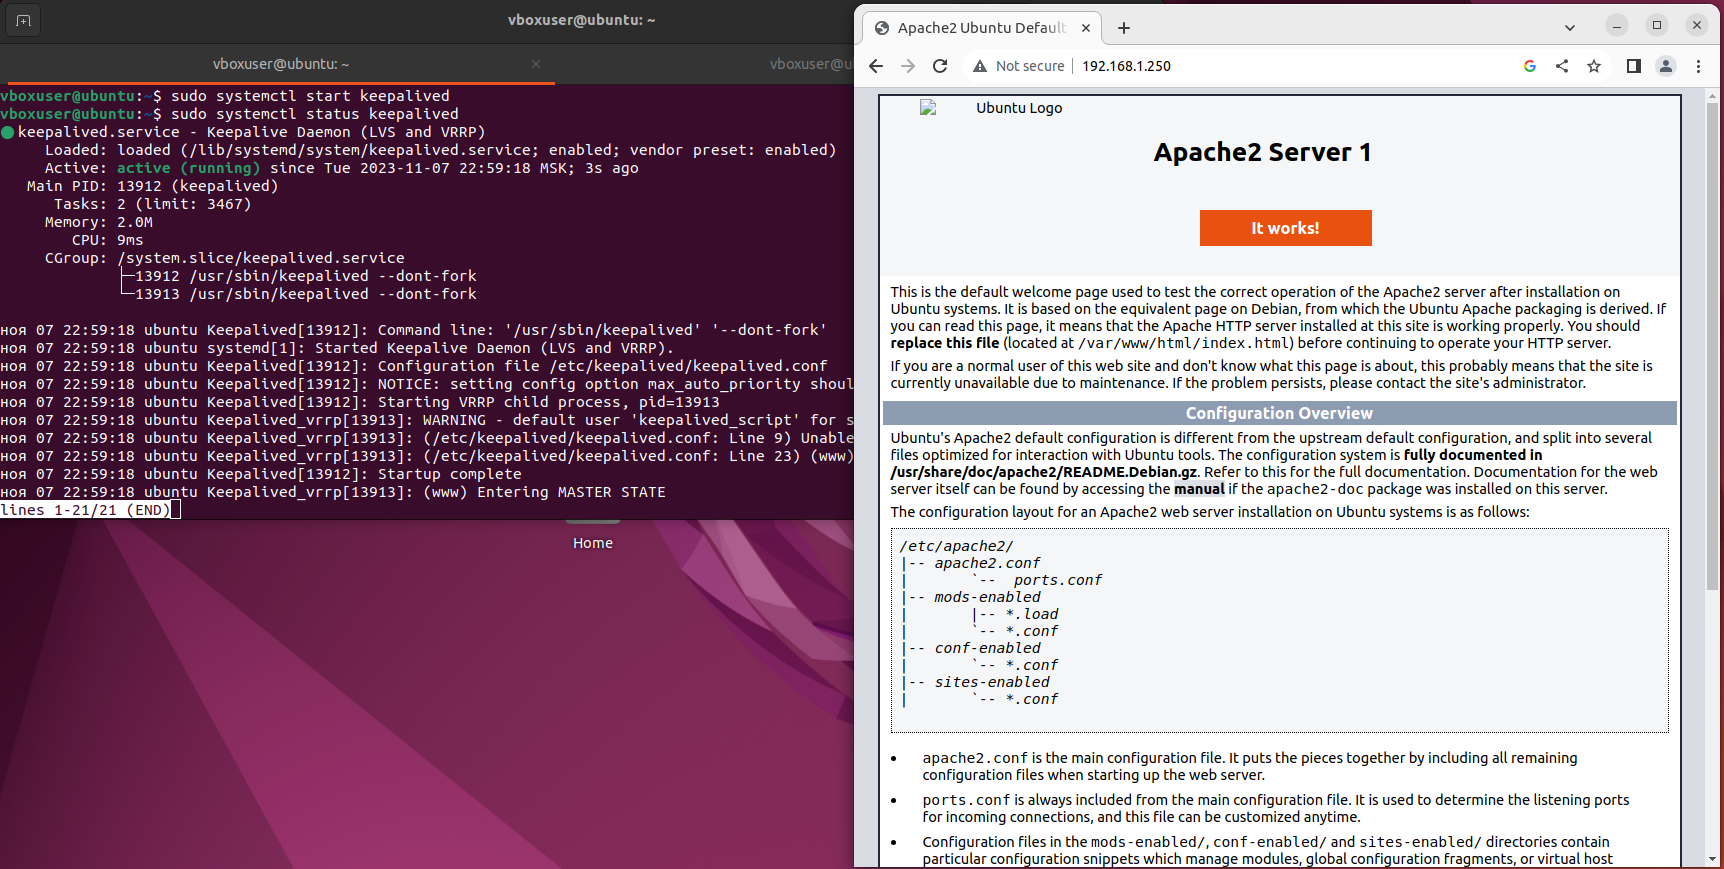 vboxuser@ubuntu: ~
vboxuser@ubuntu: ~
vboxuser@u
vboxuser@ubuntu:~$ sudo systemctl start keepalived
vboxuser@ubuntu:~$ sudo systemctl status keepalived
keepalived.service - Keepalive Daemon (LVS and VRRP)
Loaded: loaded (/lib/systemd/system/keepalived.service; enabled; vendor preset: enabled)
Active: active (running) since Tue 2023-11-07 22:59:18 MSK; 3s ago
Main PID: 13912 (keepalived)
Tasks: 2 (limit: 3467)
Memory: 2.0M
CPU: 9ms
CGroup: /system.slice/keepalived.service
├─13912 /usr/sbin/keepalived --dont-fork
└─13913 /usr/sbin/keepalived --dont-fork
ноя 07 22:59:18 ubuntu Keepalived[13912]: Command line: '/usr/sbin/keepalived' '--dont-fork'
ноя 07 22:59:18 ubuntu systemd[1]: Started Keepalive Daemon (LVS and VRRP).
ноя 07 22:59:18 ubuntu Keepalived[13912]: Configuration file /etc/keepalived/keepalived.conf
ноя 07 22:59:18 ubuntu Keepalived[13912]: NOTICE: setting config option max_auto_priority shoul
ноя 07 22:59:18 ubuntu Keepalived[13912]: Starting VRRP child process, pid=13913
ноя 07 22:59:18 ubuntu Keepalived_vrrp[13913]: WARNING - default user 'keepalived_script' for s
ноя 07 22:59:18 ubuntu Keepalived_vrrp[13913]: (/etc/keepalived/keepalived.conf: Line 9) Unable
ноя 07 22:59:18 ubuntu Keepalived_vrrp[13913]: (/etc/keepalived/keepalived.conf: Line 23) (www)
ноя 07 22:59:18 ubuntu Keepalived[13912]: Startup complete
ноя 07 22:59:18 ubuntu Keepalived_vrrp[13913]: (www) Entering MASTER STATE
lines 1-21/21 (END)
Home
Apache2 Ubuntu Default
Not secure
192.168.1.250
Ubuntu Logo
Apache2 Server 1
It works!
This is the default welcome page used to test the correct operation of the Apache2 server after installation on
Ubuntu systems. It is based on the equivalent page on Debian, from which the Ubuntu Apache packaging is derived. If
you can read this page, it means that the Apache HTTP server installed at this site is working properly. You should
replace this file (located at /var/www/html/index.html) before continuing to operate your HTTP server.
If you are a normal user of this web site and don't know what this page is about, this probably means that the site is
currently unavailable due to maintenance. If the problem persists, please contact the site's administrator.
Configuration Overview
Ubuntu's Apache2 default configuration is different from the upstream default configuration, and split into several
files optimized for interaction with Ubuntu tools. The configuration system is fully documented in
/usr/share/doc/apache2/README.Debian.gz. Refer to this for the full documentation. Documentation for the web
server itself can be found by accessing the manual if the apache2-doc package was installed on this server.
The configuration layout for an Apache2 web server installation on Ubuntu systems is as follows:
/etc/apache2/
|-- apache2.conf
|       `--  ports.conf
|-- mods-enabled
|       |-- *.load
|       `-- *.conf
|-- conf-enabled
|       `-- *.conf
|-- sites-enabled
|       `-- *.conf
• apache2.conf is the main configuration file. It puts the pieces together by including all remaining
configuration files when starting up the web server.
• ports.conf is always included from the main configuration file. It is used to determine the listening ports
for incoming connections, and this file can be customized anytime.
• Configuration files in the mods-enabled/, conf-enabled/ and sites-enabled/ directories contain
particular configuration snippets which manage modules, global configuration fragments, or virtual host